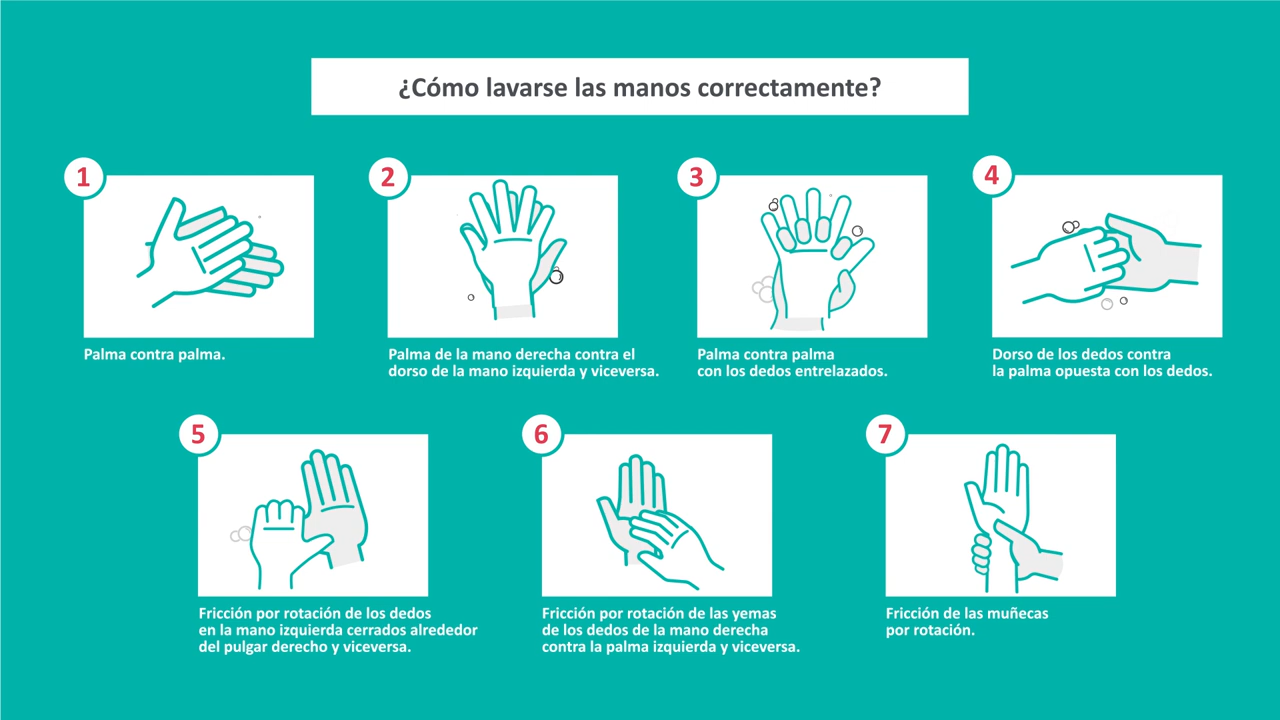 ¿Cómo lavarse las manos correctamente?
1
Palma contra palma.
2
Palma de la mano derecha contra el
dorso de la mano izquierda y viceversa.
3
Palma contra palma
con los dedos entrelazados.
4
Dorso de los dedos contra
la palma opuesta con los dedos.
5
Fricción por rotación de los dedos
en la mano izquierda cerrados alrededor
del pulgar derecho y viceversa.
6
Fricción por rotación de las yemas
de los dedos de la mano derecha
contra la palma izquierda y viceversa.
7
Fricción de las muñecas
por rotación.